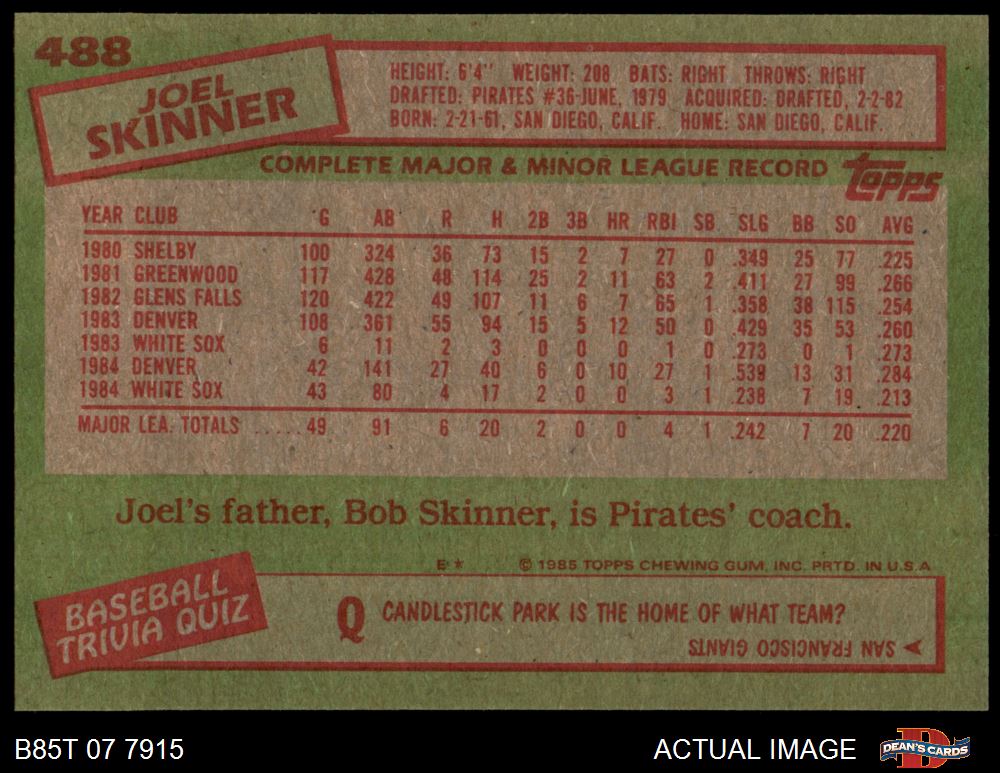 488
JOEL
SKINNER
HEIGHT: 6'4" WEIGHT: 208 BATS: RIGHT THROWS: RIGHT
DRAFTED: PIRATES #36-JUNE, 1979 ACQUIRED: DRAFTED, 2-2-82
BORN: 2-21-61, SAN DIEGO, CALIF. HOME: SAN DIEGO, CALIF.
COMPLETE MAJOR & MINOR LEAGUE RECORD
Topps
YEAR CLUB G AB R H 2B 3B HR RBI SB SLG BB SO AVG
1980 SHELBY 100 324 36 73 15 2 7 27 0 .349 25 77 .225
1981 GREENWOOD 117 428 48 114 25 2 11 63 2 .411 27 99 .266
1982 GLENS FALLS 120 422 49 107 11 6 7 65 1 .358 38 115 .254
1983 DENVER 108 361 55 94 15 5 12 50 0 .429 35 53 .260
1983 WHITE SOX 6 11 2 3 0 0 0 1 0 .273 0 1 .273
1984 DENVER 42 141 27 40 6 0 10 27 1 .539 13 31 .284
1984 WHITE SOX 43 80 4 17 2 0 0 3 1 .238 7 19 .213
MAJOR LEA. TOTALS .....49 91 6 20 2 0 0 4 1 .242 7 20 .220
Joel's father, Bob Skinner, is Pirates' coach.
E* © 1985 TOPPS CHEWING GUM, INC. PRTD. IN U.S.A
BASEBALL
TRIVIA QUIZ
Q CANDLESTICK PARK IS THE HOME OF WHAT TEAM?
SAN FRANCISCO GIANTS
B85T 07 7915
ACTUAL IMAGE
DEAN'S CARDS